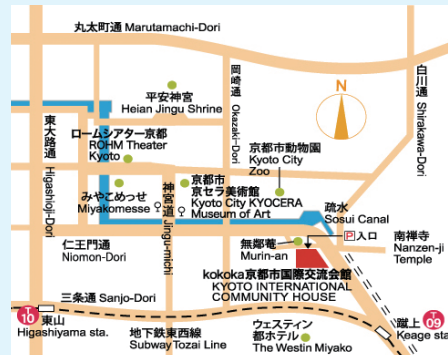 丸太町通 Marutamachi-Dori
平安神宮
Heian Jingu Shrine
岡崎通 Okazaki-Dori
白川通 Shirakawa-Dori
N
東大路通 Higashioji-Dori
ロームシアター京都
ROHM Theater
Kyoto
京都市動物園
Kyoto City
Zoo
みやこめっせ
Miyakomesse
神宮道 Jingu-michi
京都市
京セラ美術館
Kyoto City KYOCERA
Museum of Art
疏水
Sosui Canal
仁王門通
Niomon-Dori
無鄰菴
Murin-an
P入口
南禅寺
Nanzen-ji
Temple
kokoka京都市国際交流会館
KYOTO INTERNATIONAL
COMMUNITY HOUSE
三条通 Sanjo-Dori
T
10
東山
Higashiyama sta.
地下鉄東西線
Subway Tozai Line
ウェスティン
都ホテル
The Westin Miyako
蹴上
Keage sta
T
09